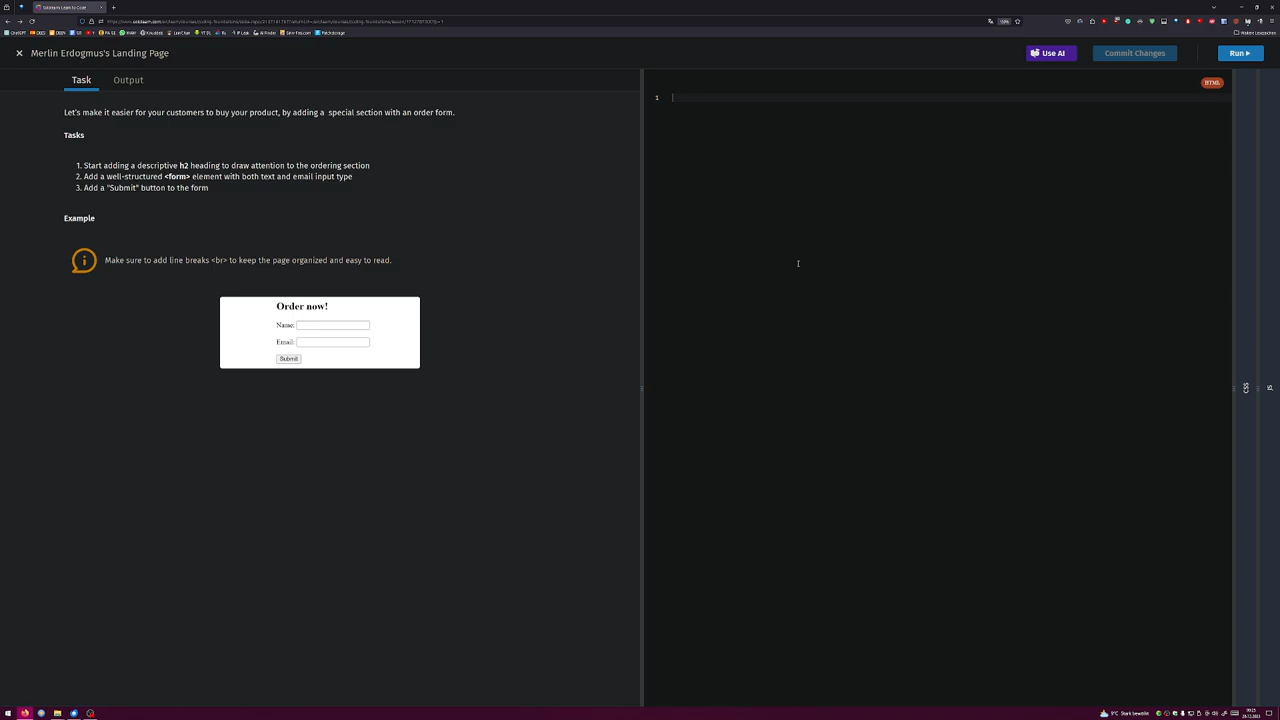 Merlin Erdogmus's Landing Page
Use AI
Commit Changes
Run
Task
Output
HTML
1
Let's make it easier for your customers to buy your product, by adding a special section with an order form.
Tasks
1. Start adding a descriptive h2 heading to draw attention to the ordering section
2. Add a well-structured <form> element with both text and email input type
3. Add a "Submit" button to the form
Example
Make sure to add line breaks <br> to keep the page organized and easy to read.
Order now!
Name:
Email:
Submit
CSS
JS